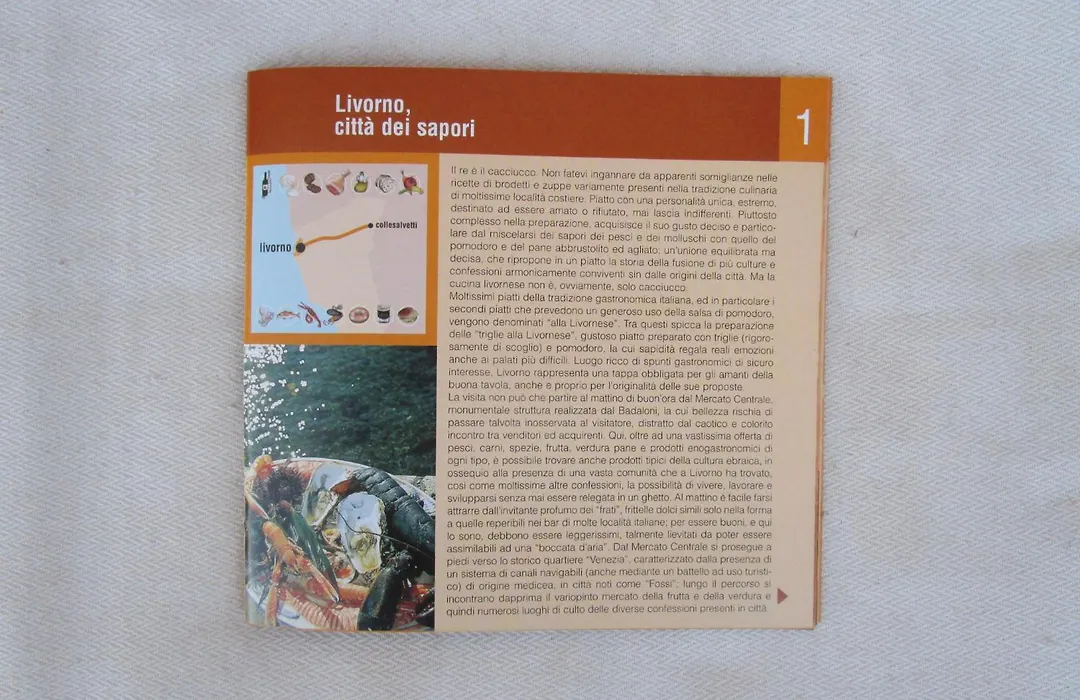 Livorno,
città dei sapori
1
collesalvetti
livorno
Il re è il cacciucco. Non fatevi ingannare da apparenti somiglianze nelle
ricette di brodetti e zuppe variamente presenti nella tradizione culinaria
di moltissime località costiere. Piatto con una personalità unica, estremo,
destinato ad essere amato o rifiutato, mai lascia indifferenti. Piuttosto
complesso nella preparazione, acquisisce il suo gusto deciso e partico-
lare dal miscelarsi dei sapori dei pesci e dei molluschi con quello del
pomodoro e del pane abbrustolito ed agliato: un'unione equilibrata ma
decisa, che ripropone in un piatto la storia della fusione di più culture e
confessioni armonicamente conviventi sin dalle origini della città. Ma la
cucina livornese non è, ovviamente, solo cacciucco.
Moltissimi piatti della tradizione gastronomica italiana, ed in particolare i
secondi piatti che prevedono un generoso uso della salsa di pomodoro,
vengono denominati “alla Livornese”. Tra questi spicca la preparazione
delle “triglie alla Livornese”, gustoso piatto preparato con triglie (rigoro-
samente di scoglio) e pomodoro, la cui sapidità regala reali emozioni
anche ai palati più difficili. Luogo ricco di spunti gastronomici di sicuro
interesse, Livorno rappresenta una tappa obbligata per gli amanti della
buona tavola, anche e proprio per l'originalità delle sue proposte.
La visita non può che partire al mattino di buon'ora dal Mercato Centrale,
monumentale struttura realizzata dal Badaloni, la cui bellezza rischia di
passare talvolta inosservata al visitatore, distratto dal caotico e colorito
incontro tra venditori ed acquirenti. Qui, oltre ad una vastissima offerta di
pesci, carni, spezie, frutta, verdura pane e prodotti enogastronomici di
ogni tipo, è possibile trovare anche prodotti tipici della cultura ebraica, in
ossequio alla presenza di una vasta comunità che a Livorno ha trovato,
così come moltissime altre confessioni, la possibilità di vivere, lavorare e
svilupparsi senza mai essere relegata in un ghetto. Al mattino è facile farsi
attrarre dall'invitante profumo dei “frati”, frittelle dolci simili solo nella forma
a quelle reperibili nei bar di molte località italiane; per essere buoni, e qui
lo sono, debbono essere leggerissimi, talmente lievitati da poter essere
assimilabili ad una “boccata d'aria”. Dal Mercato Centrale si prosegue a
piedi verso lo storico quartiere “Venezia”, caratterizzato dalla presenza di
un sistema di canali navigabili (anche mediante un battello ad uso turisti-
co) di origine medicea, in città noti come “Fossi”; lungo il percorso si
incontrano dapprima il variopinto mercato della frutta e della verdura e
quindi numerosi luoghi di culto delle diverse confessioni presenti in città.